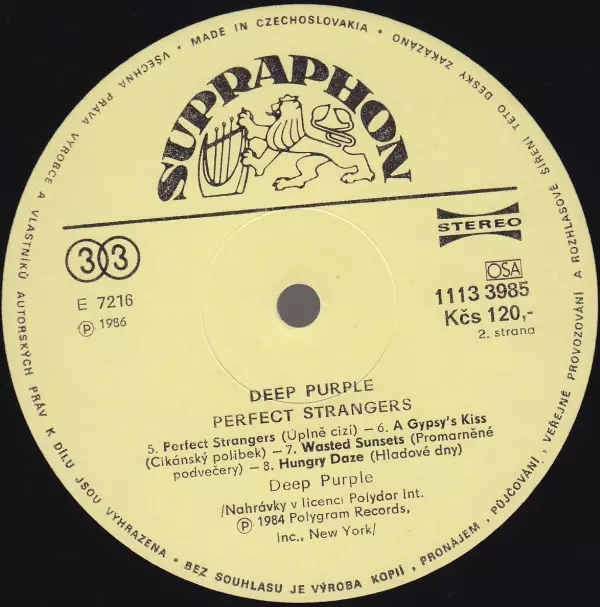 MADE IN CZECHOSLOVAKIA • VŠECHNA PRÁVA VÝROBCE A VLASTNÍKŮ AUTORSKÝCH PRÁV K DÍLU JSOU VYHRAZENA • BEZ SOUHLASU JE VÝROBA KOPIÍ, PRONÁJEM, PŮJČOVÁNÍ, VEŘEJNÉ PROVOZOVÁNÍ A ROZHLASOVÉ ŠÍŘENÍ TÉTO DESKY ZAKÁZÁNO •
SUPRAPHON
33
STEREO
OSA
E 7216
1113 3985
Ⓟ 1986
Kčs 120,-
2. strana
DEEP PURPLE
PERFECT STRANGERS
5. Perfect Strangers (Úplně cizí) – 6. A Gypsy's Kiss
(Cikánský polibek) – 7. Wasted Sunsets (Promarněné
podvečery) – 8. Hungry Daze (Hladové dny)
Deep Purple
/Nahrávky v licenci Polydor Int.
Ⓟ 1984 Polygram Records,
Inc., New York/